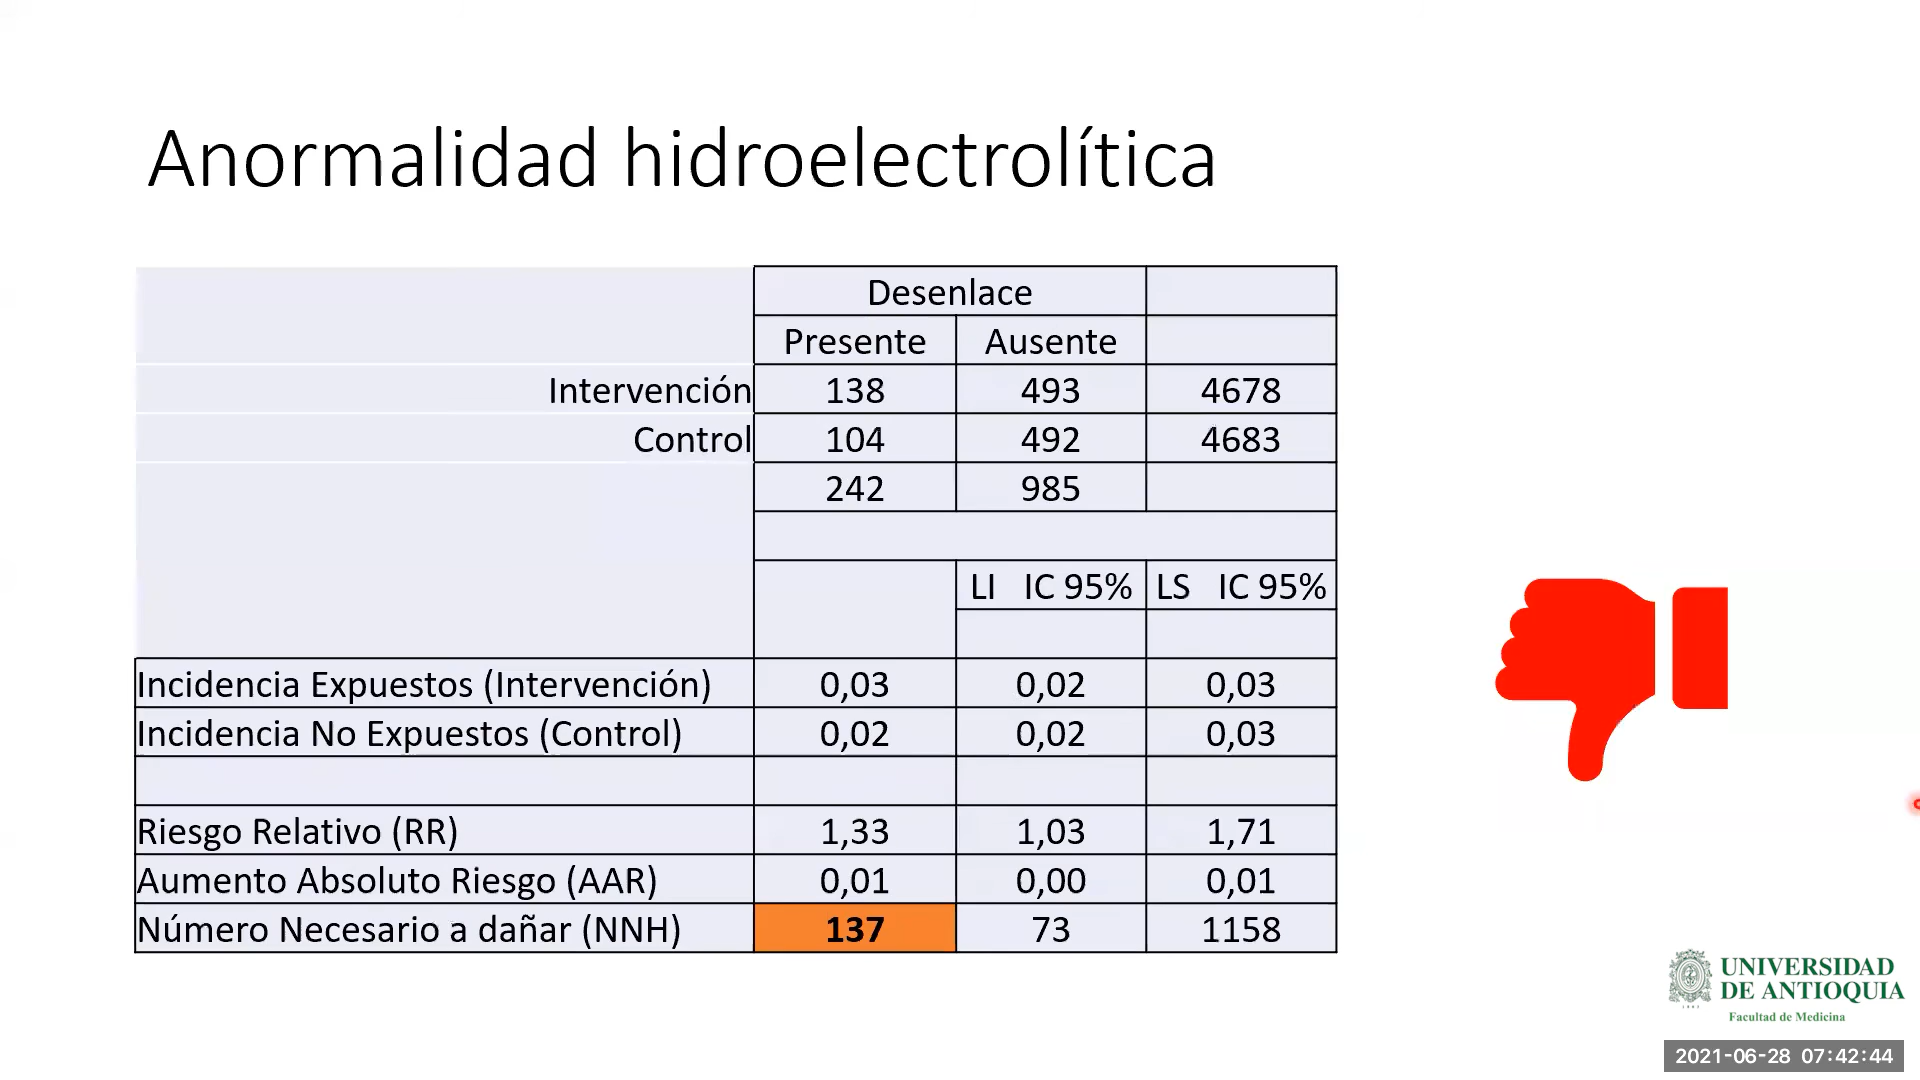 Anormalidad hidroelectrolítica
Desenlace
Presente Ausente
Intervención 138 493 4678
Control 104 492 4683
242 985
LI IC 95% LS IC 95%
Incidencia Expuestos (Intervención) 0,03 0,02 0,03
Incidencia No Expuestos (Control) 0,02 0,02 0,03
Riesgo Relativo (RR) 1,33 1,03 1,71
Aumento Absoluto Riesgo (AAR) 0,01 0,00 0,01
Número Necesario a dañar (NNH) 137 73 1158
UNIVERSIDAD
DE ANTIOQUIA
Facultad de Medicina
2021-06-28 07:42:44